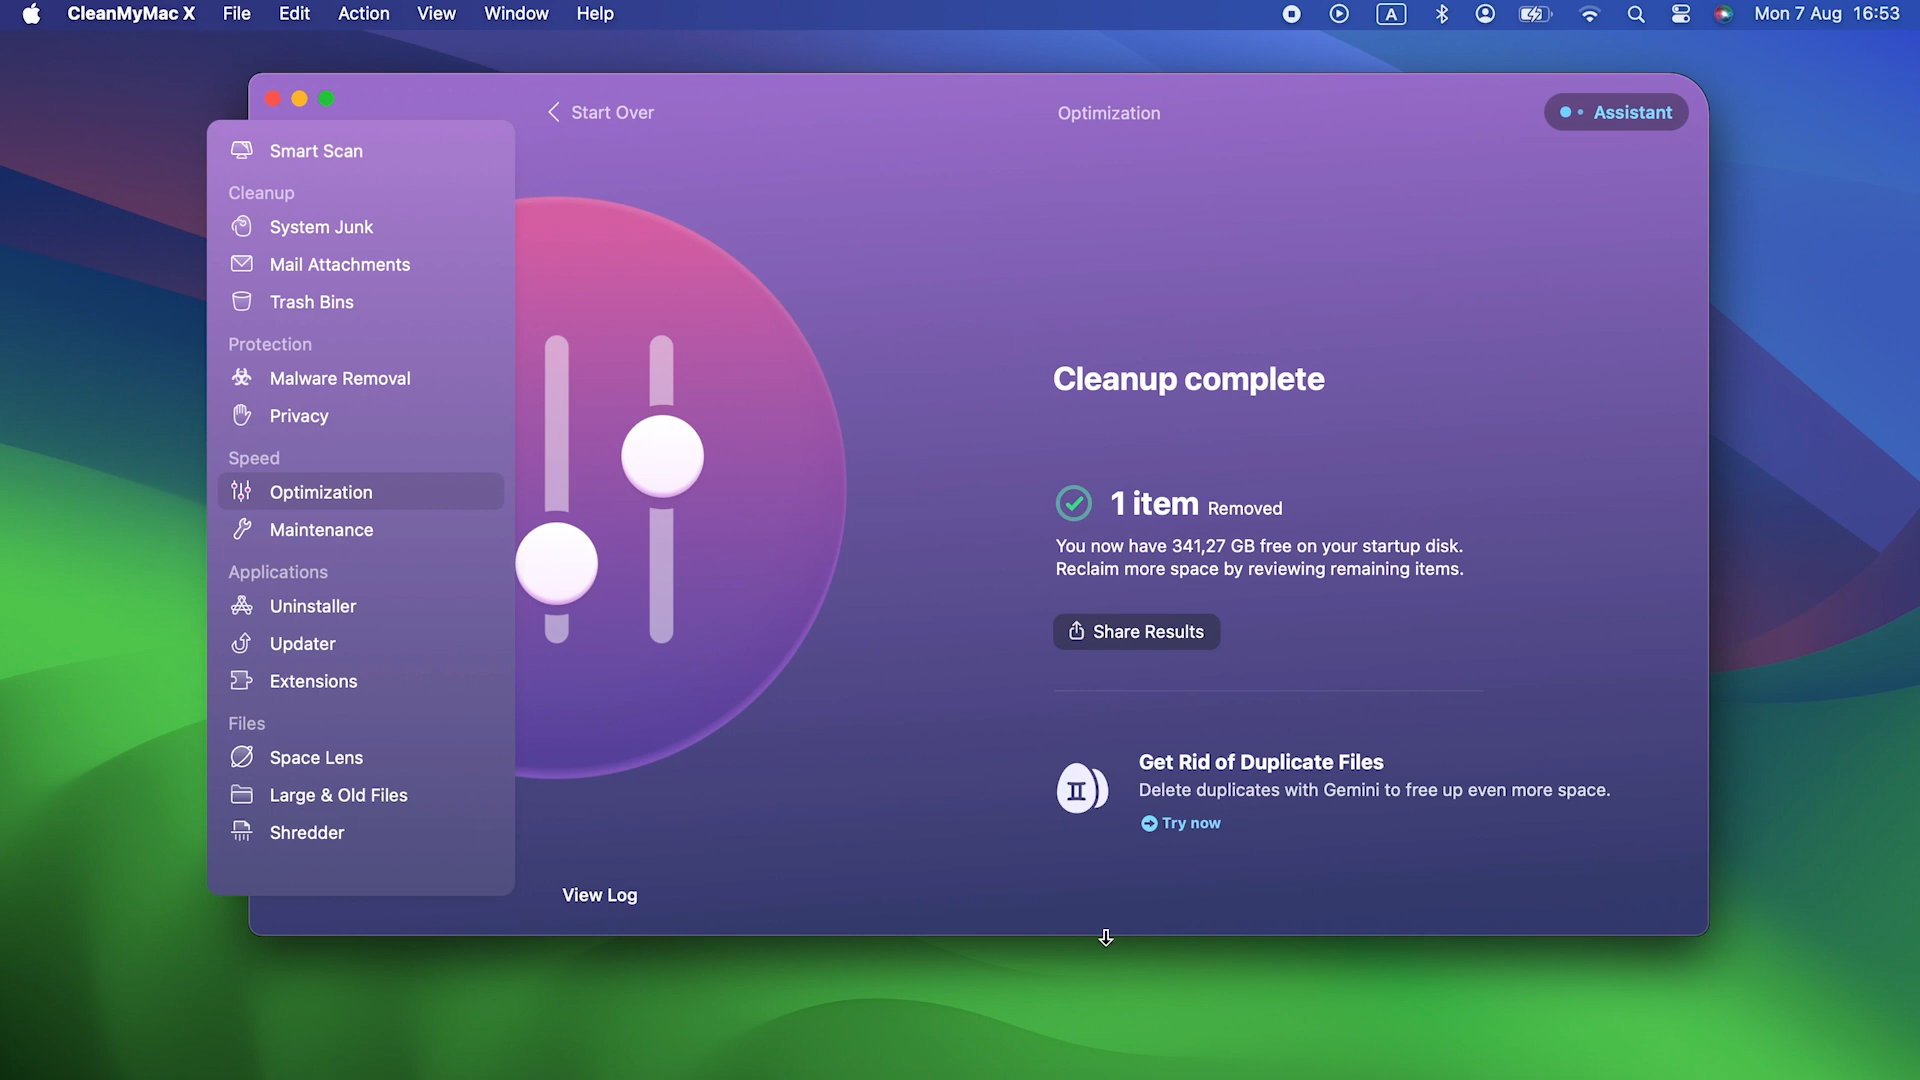 CleanMyMac X File Edit Action View Window Help A Mon 7 Aug 16:53
Start Over
Optimization
Assistant
Smart Scan
Cleanup
System Junk
Mail Attachments
Trash Bins
Protection
Malware Removal
Privacy
Speed
Optimization
Maintenance
Applications
Uninstaller
Updater
Extensions
Files
Space Lens
Large & Old Files
Shredder
View Log
Cleanup complete
1 item Removed
You now have 341,27 GB free on your startup disk.
Reclaim more space by reviewing remaining items.
Share Results
Get Rid of Duplicate Files
Delete duplicates with Gemini to free up even more space.
Try now